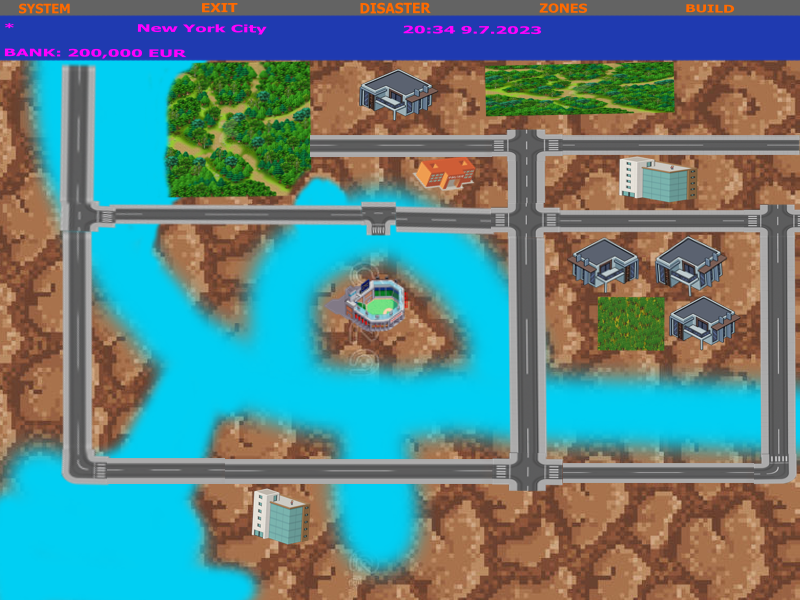 SYSTEM EXIT DISASTER ZONES BUILD
* New York City 20:34 9.7.2023
BANK: 200,000 EUR